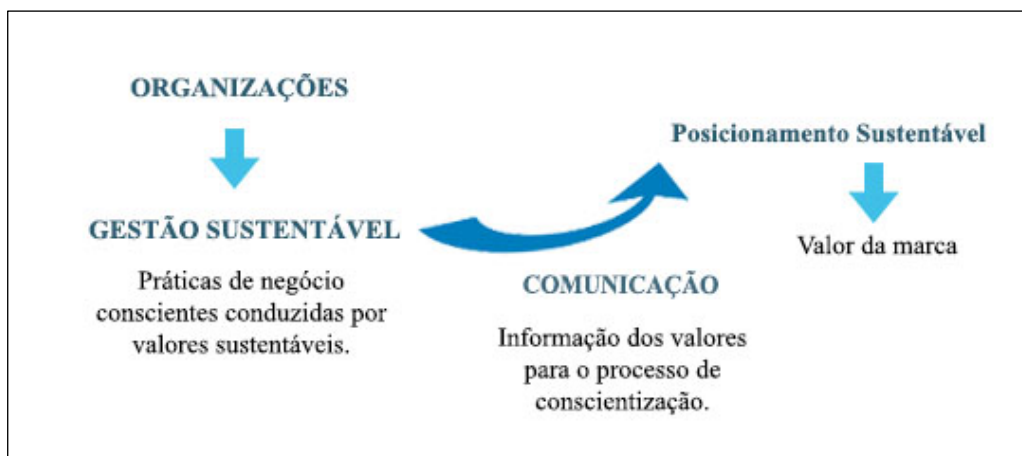 ORGANIZAÇÕES
GESTÃO SUSTENTÁVEL
Práticas de negócio
conscientes conduzidas por
valores sustentáveis.
COMUNICAÇÃO
Informação dos valores
para o processo de
conscientização.
Posicionamento Sustentável
Valor da marca